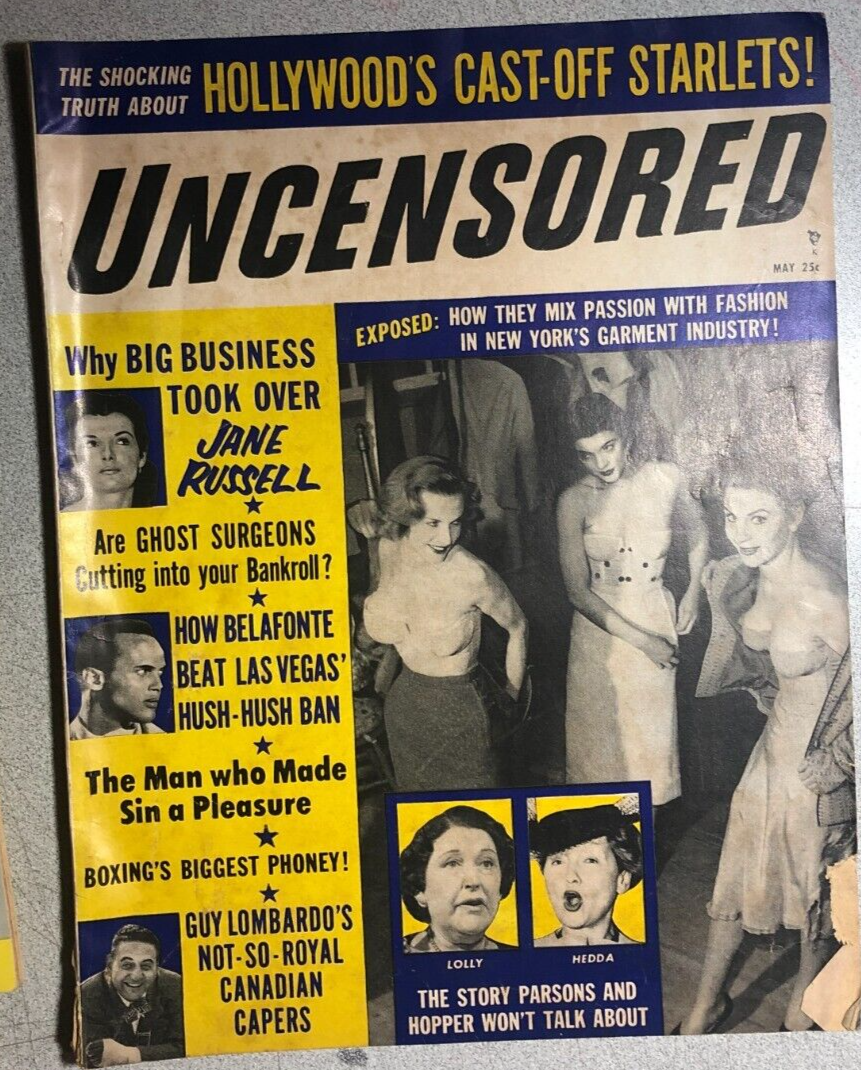 THE SHOCKING
TRUTH ABOUT
HOLLYWOOD'S CAST-OFF STARLETS!
UNCENSORED
MAY 25¢
EXPOSED: HOW THEY MIX PASSION WITH FASHION
IN NEW YORK'S GARMENT INDUSTRY!
Why BIG BUSINESS
TOOK OVER
JANE
RUSSELL
Are GHOST SURGEONS
Cutting into your Bankroll?
HOW BELAFONTE
BEAT LAS VEGAS'
HUSH-HUSH BAN
The Man who Made
Sin a Pleasure
BOXING'S BIGGEST PHONEY!
GUY LOMBARDO'S
NOT-SO-ROYAL
CANADIAN
CAPERS
LOLLY
HEDDA
THE STORY PARSONS AND
HOPPER WON'T TALK ABOUT